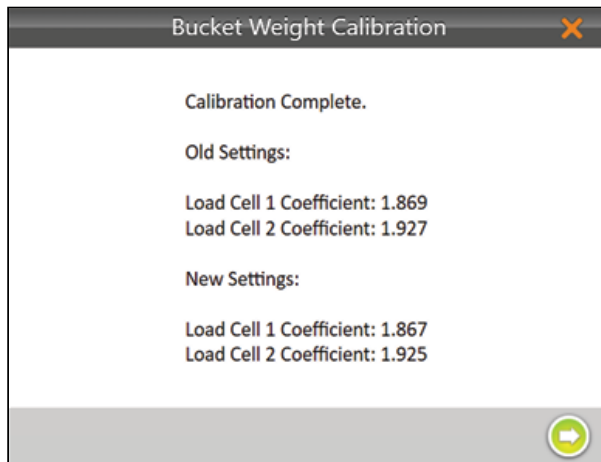 Bucket Weight Calibration
Calibration Complete.
Old Settings:
Load Cell 1 Coefficient: 1.869
Load Cell 2 Coefficient: 1.927
New Settings:
Load Cell 1 Coefficient: 1.867
Load Cell 2 Coefficient: 1.925